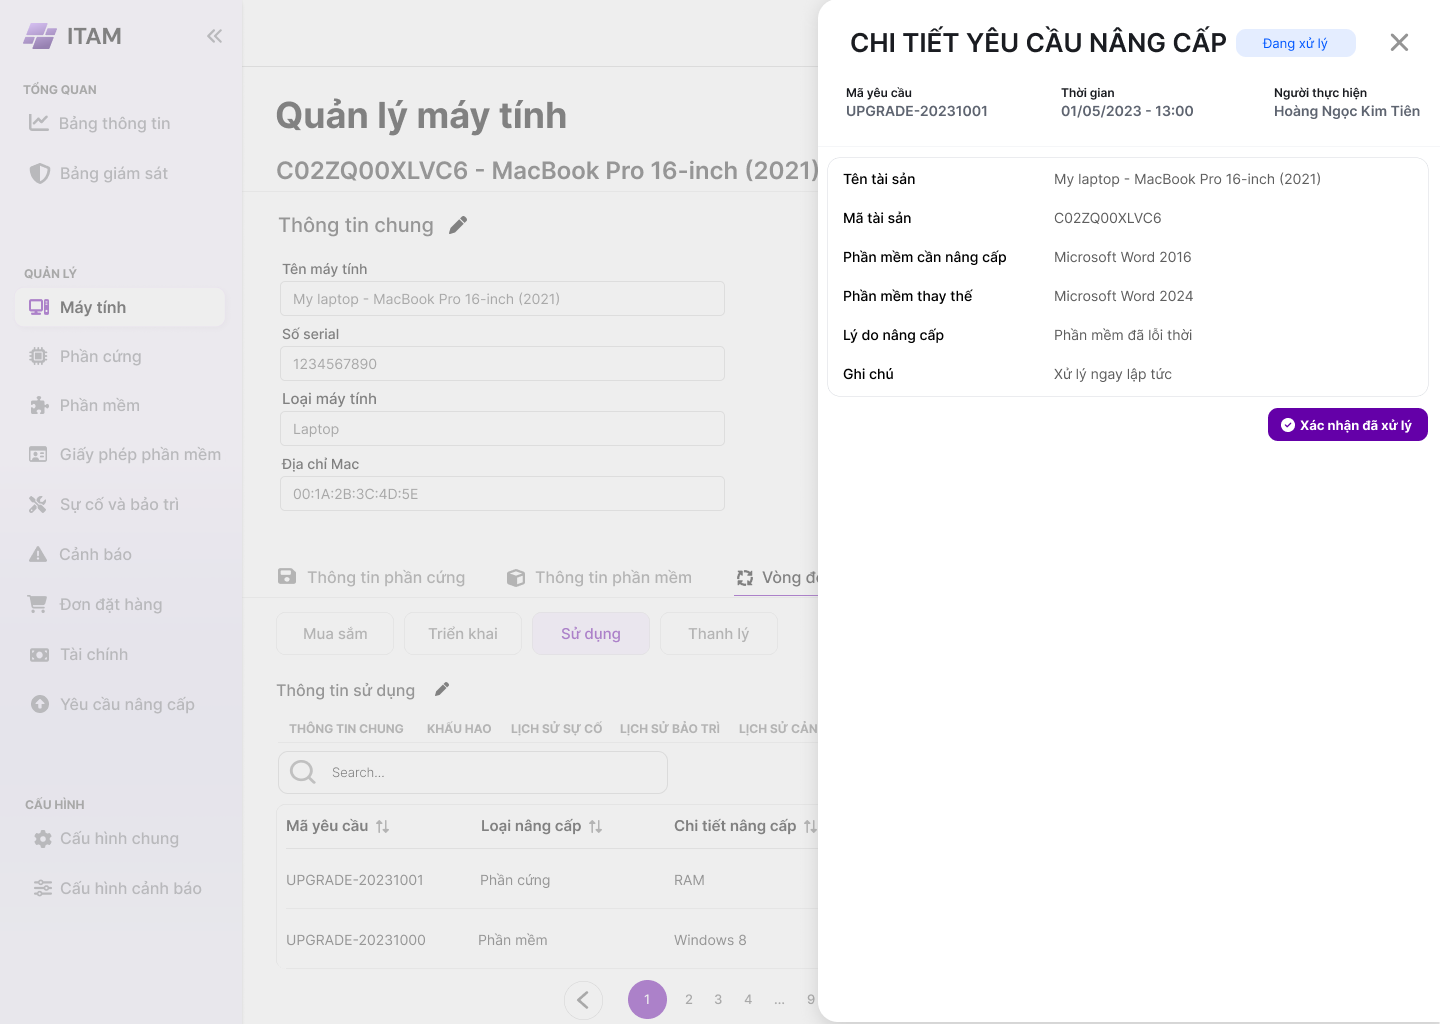 ITAM
TỔNG QUAN
Bảng thông tin
Bảng giám sát
QUẢN LÝ
Máy tính
Phần cứng
Phần mềm
Giấy phép phần mềm
Sự cố và bảo trì
Cảnh báo
Đơn đặt hàng
Tài chính
Yêu cầu nâng cấp
CẤU HÌNH
Cấu hình chung
Cấu hình cảnh báo
Quản lý máy tính
C02ZQ00XLVC6 - MacBook Pro 16-inch (2021)
Thông tin chung
Tên máy tính
My laptop - MacBook Pro 16-inch (2021)
Số serial
1234567890
Loại máy tính
Laptop
Địa chỉ Mac
00:1A:2B:3C:4D:5E
Thông tin phần cứng Thông tin phần mềm Vòng đ
Mua sắm Triển khai Sử dụng Thanh lý
Thông tin sử dụng
THÔNG TIN CHUNG KHẤU HAO LỊCH SỬ SỰ CỐ LỊCH SỬ BẢO TRÌ LỊCH SỬ CẢN
Search...
Mã yêu cầu Loại nâng cấp Chi tiết nâng cấp
UPGRADE-20231001 Phần cứng RAM
UPGRADE-20231000 Phần mềm Windows 8
1 2 3 4 ... 9
CHI TIẾT YÊU CẦU NÂNG CẤP Đang xử lý
Mã yêu cầu Thời gian Người thực hiện
UPGRADE-20231001 01/05/2023 - 13:00 Hoàng Ngọc Kim Tiên
Tên tài sản My laptop - MacBook Pro 16-inch (2021)
Mã tài sản C02ZQ00XLVC6
Phần mềm cần nâng cấp Microsoft Word 2016
Phần mềm thay thế Microsoft Word 2024
Lý do nâng cấp Phần mềm đã lỗi thời
Ghi chú Xử lý ngay lập tức
Xác nhận đã xử lý